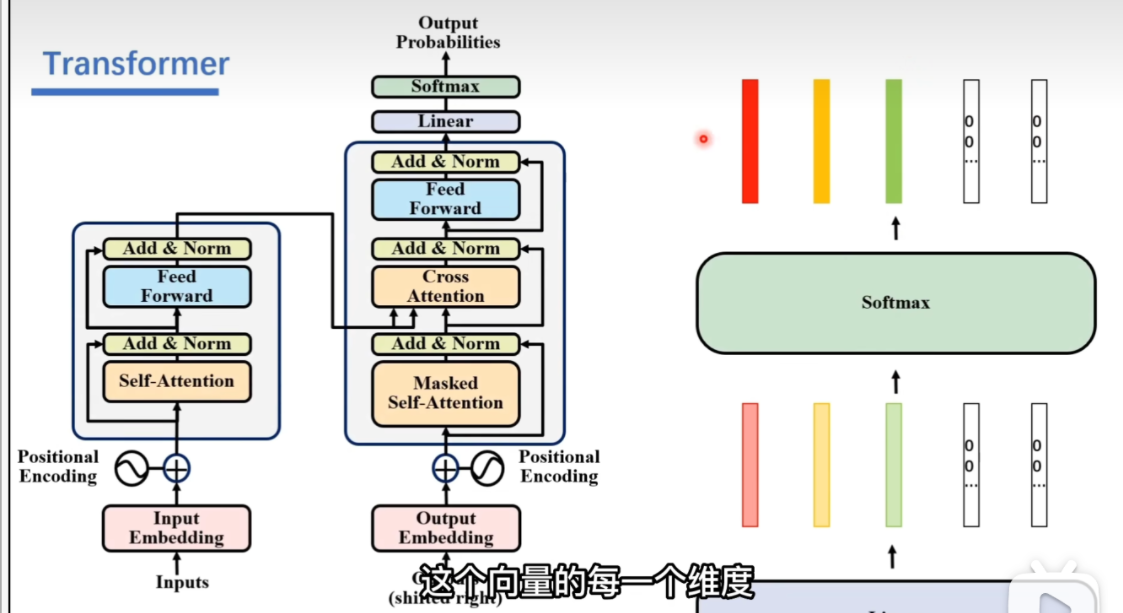 Transformer
Output
Probabilities
Softmax
Linear
Add & Norm
Feed
Forward
Add & Norm
Cross
Attention
Add & Norm
Masked
Self-Attention
Positional
Encoding
Output
Embedding
(shifted right)
Add & Norm
Feed
Forward
Add & Norm
Self-Attention
Positional
Encoding
Input
Embedding
Inputs
0
0
...
0
0
...
Softmax
0
0
...
0
0
...
这个向量的每一个维度